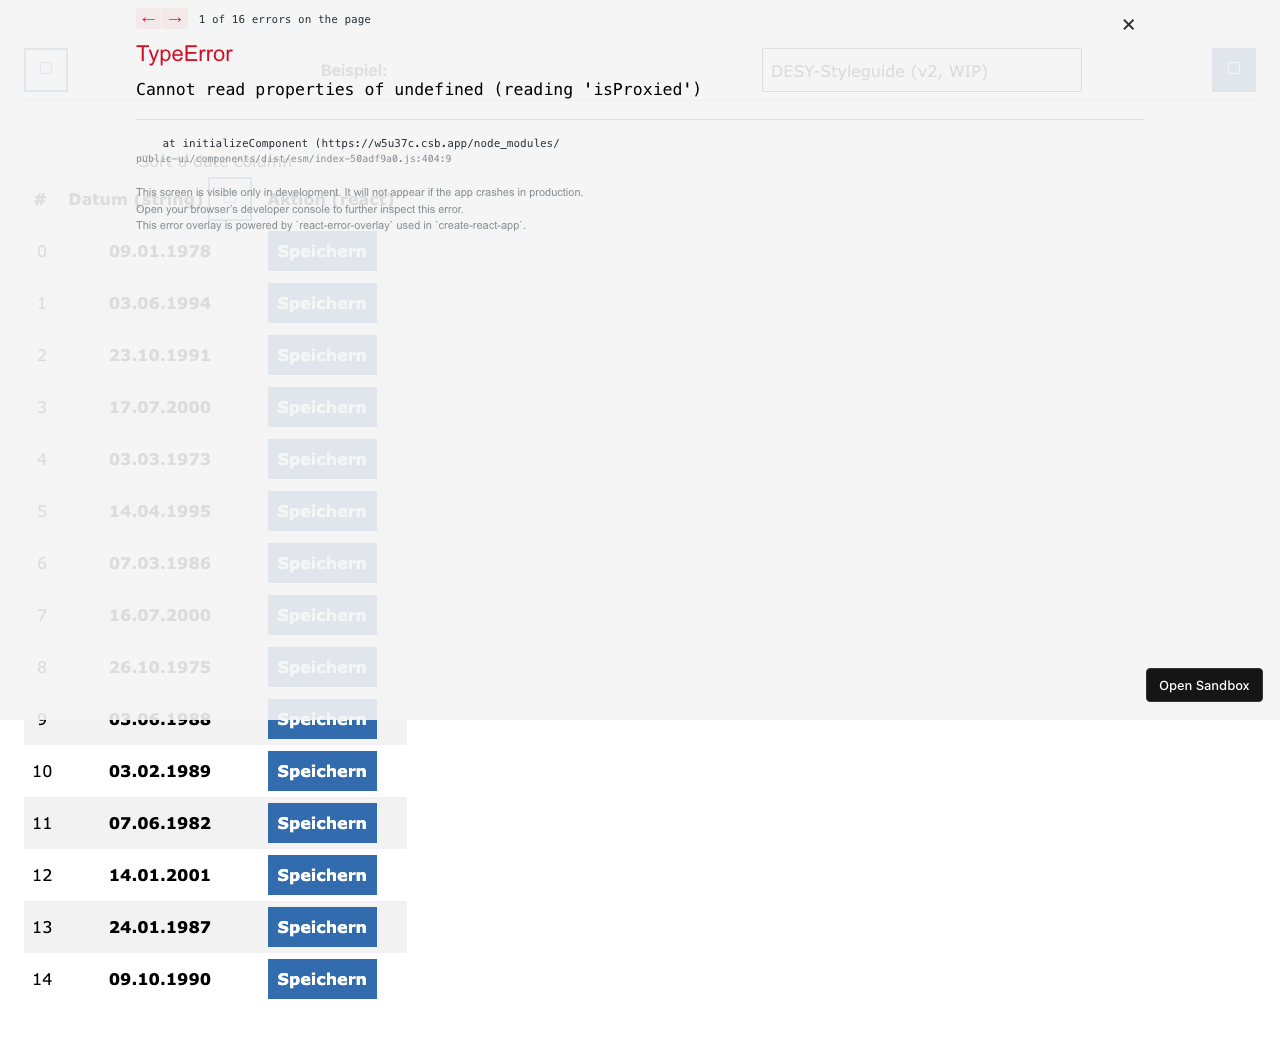 ← → 1 of 16 errors on the page ✕
TypeError
Beispiel: DESY-Styleguide (v2, WIP)
Cannot read properties of undefined (reading 'isProxied')
at initializeComponent (https://w5u37c.csb.app/node_modules/
public-ui/components/dist/esm/index-50adf9a0.js:404:9
Sort a date column
This screen is visible only in development. It will not appear if the app crashes in production.
# Datum (string) Aktion (react)
Open your browser's developer console to further inspect this error.
This error overlay is powered by `react-error-overlay` used in `create-react-app`.
0 09.01.1978 Speichern
1 03.06.1994 Speichern
2 23.10.1991 Speichern
3 17.07.2000 Speichern
4 03.03.1973 Speichern
5 14.04.1995 Speichern
6 07.03.1986 Speichern
7 16.07.2000 Speichern
8 26.10.1975 Speichern
Open Sandbox
9 03.06.1988 Speichern
10 03.02.1989 Speichern
11 07.06.1982 Speichern
12 14.01.2001 Speichern
13 24.01.1987 Speichern
14 09.10.1990 Speichern